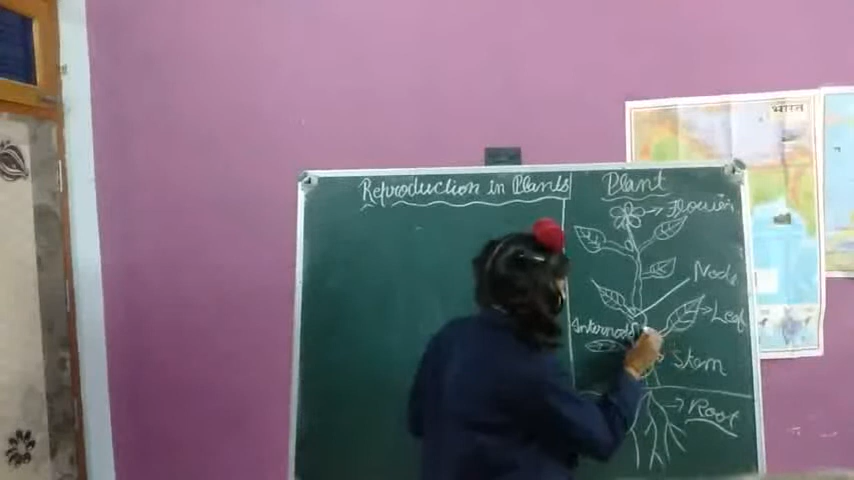 Reproduction in Plants
Plant
Flower
Node
Leaf
Internode
Stem
Root
भारत